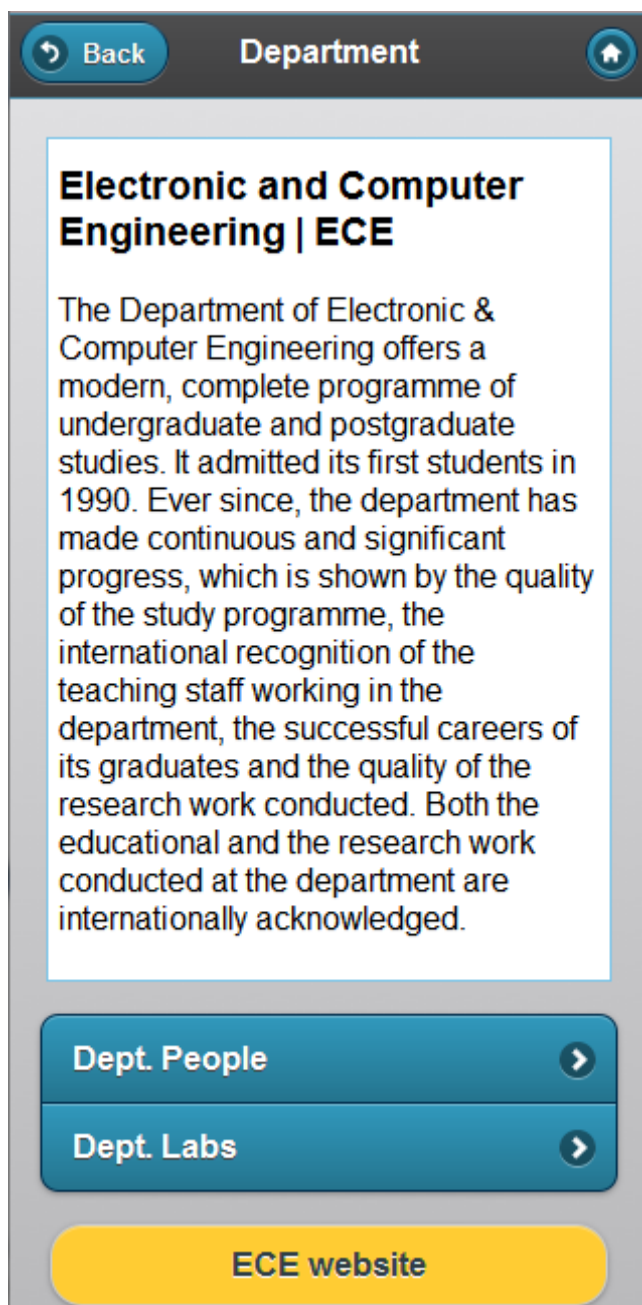 Back
Department
Electronic and Computer
Engineering | ECE
The Department of Electronic &
Computer Engineering offers a
modern, complete programme of
undergraduate and postgraduate
studies. It admitted its first students in
1990. Ever since, the department has
made continuous and significant
progress, which is shown by the quality
of the study programme, the
international recognition of the
teaching staff working in the
department, the successful careers of
its graduates and the quality of the
research work conducted. Both the
educational and the research work
conducted at the department are
internationally acknowledged.
Dept. People
Dept. Labs
ECE website